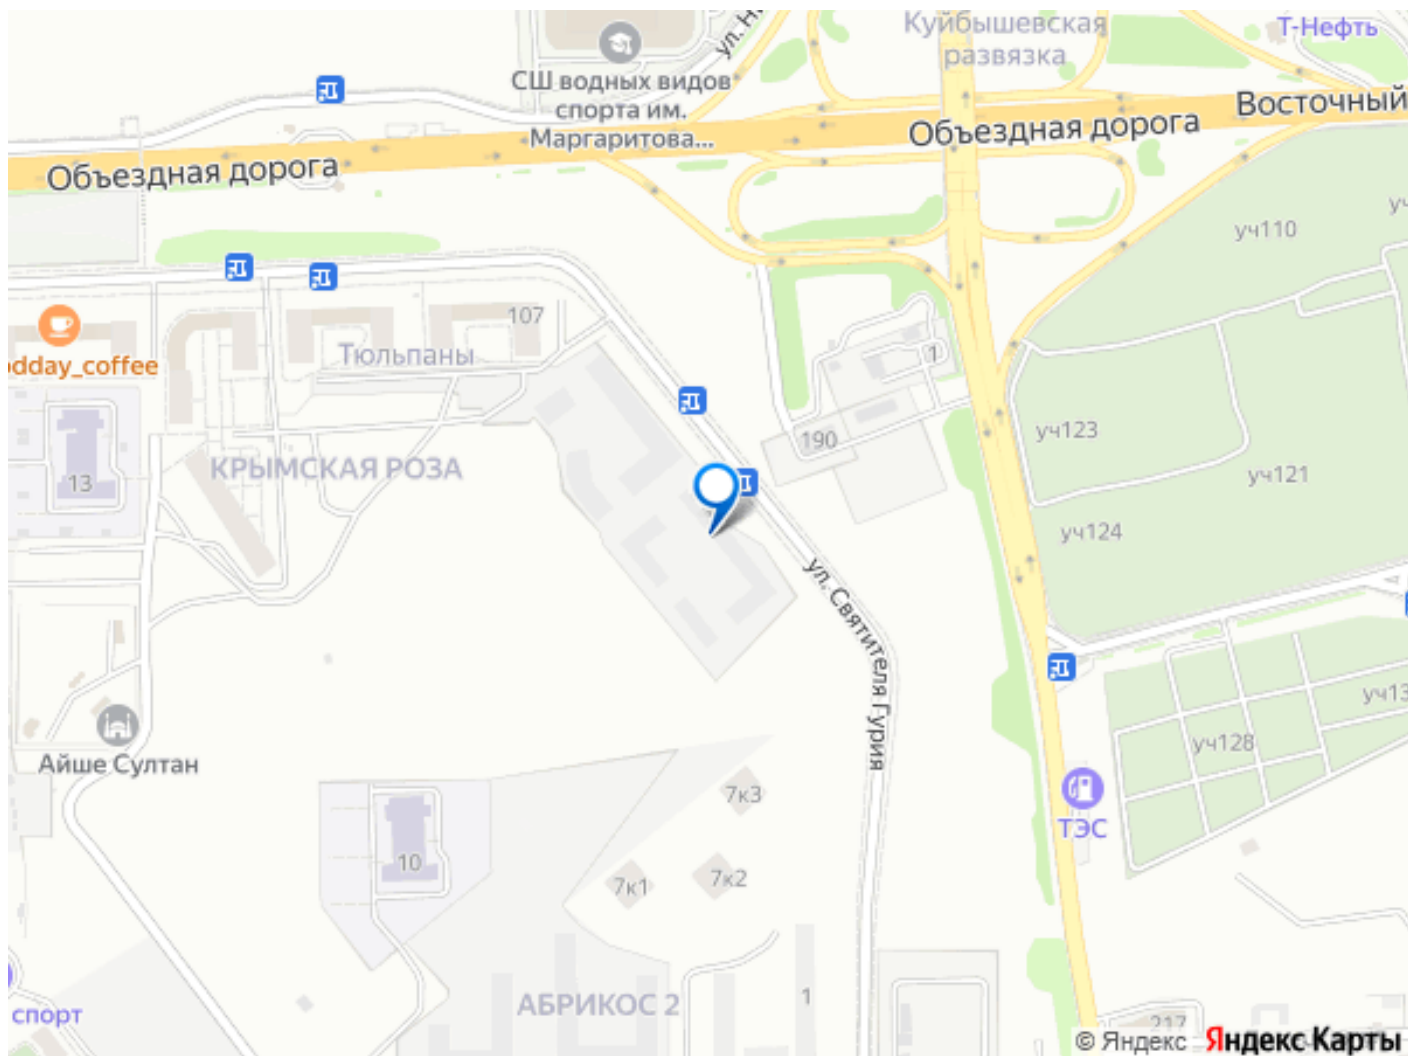 Куйбышевская
развязка
Т-Нефть
ул. Н
СШ водных видов
спорта им.
Маргаритова...
Восточный
Объездная дорога
Объездная дорога
уч110
107
1
Тюльпаны
odday_coffee
190
уч123
КРЫМСКАЯ РОЗА
13
уч121
уч124
ул. Святителя Гурия
уч13
уч128
Айше Султан
7к3
ТЭС
10
7к1
7к2
АБРИКОС 2
1
спорт
217
© Яндекс Яндекс Карты